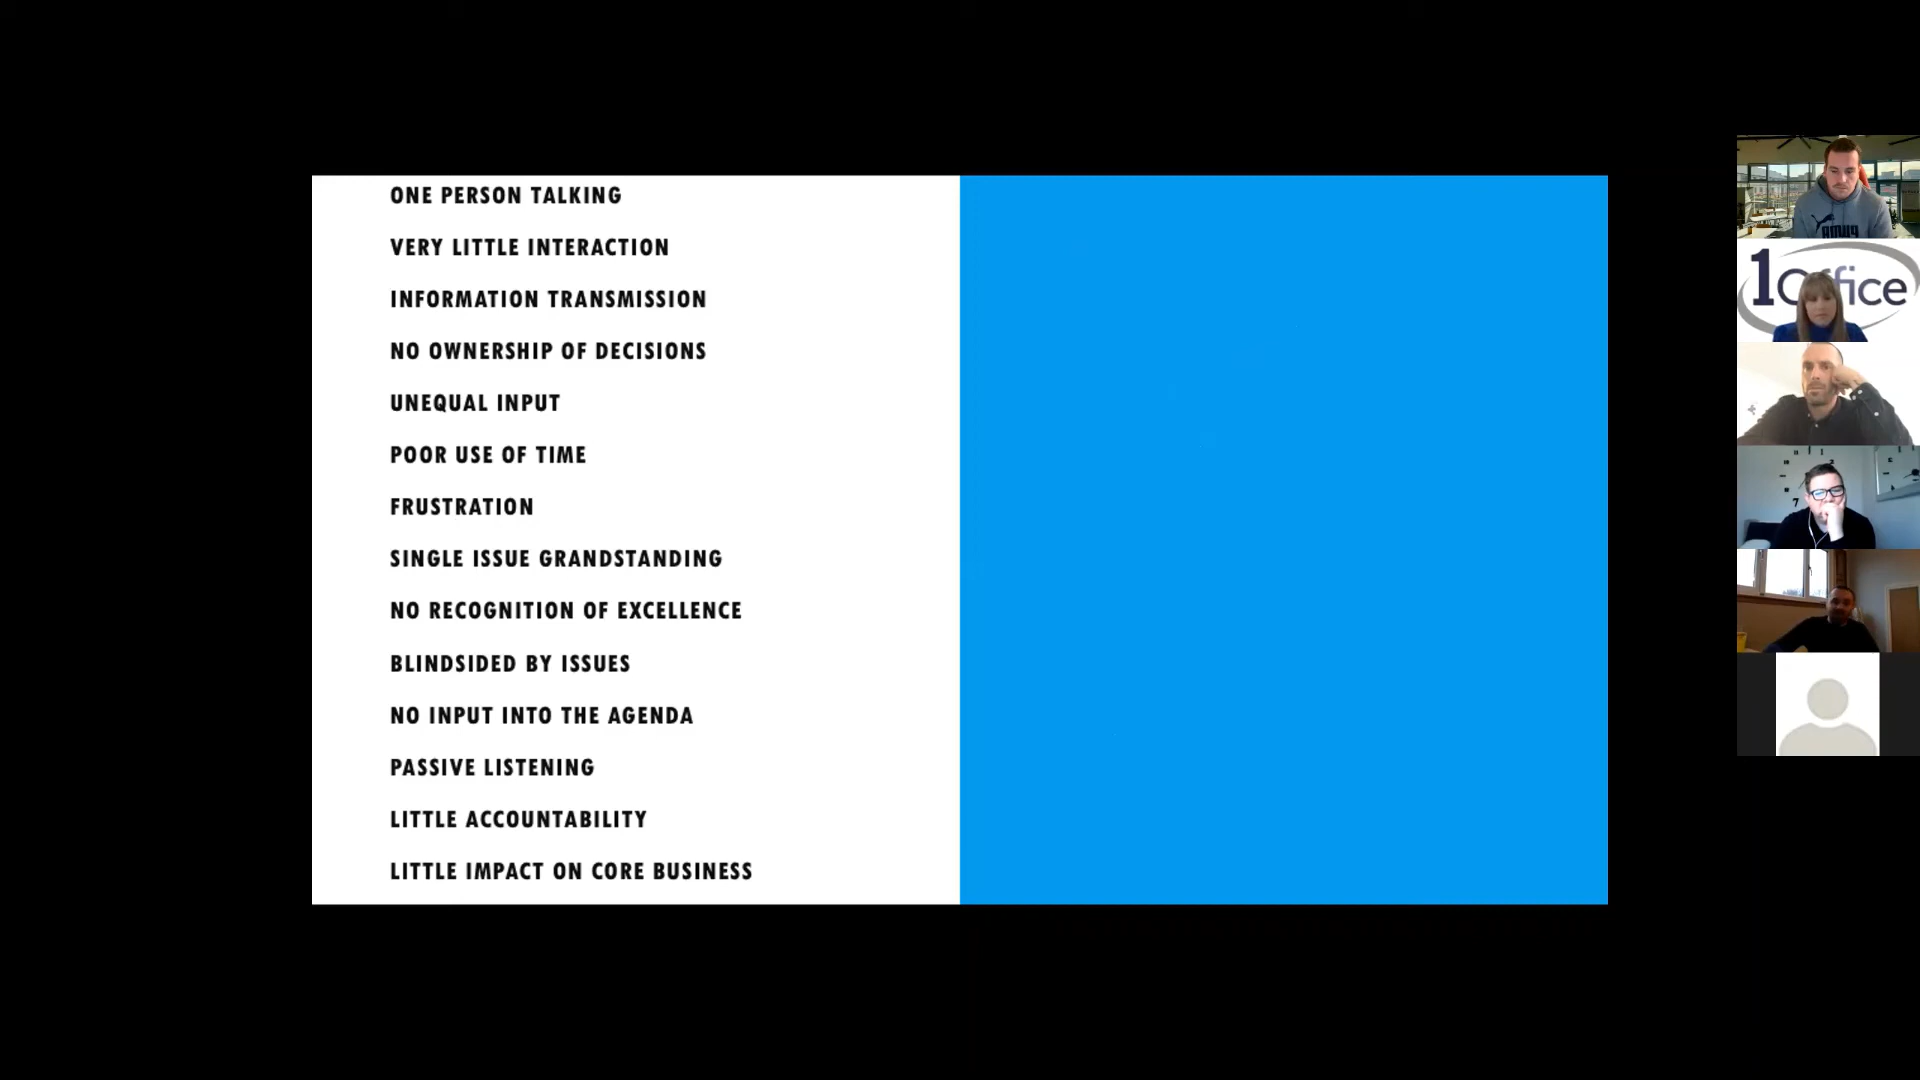 ONE PERSON TALKING
VERY LITTLE INTERACTION
INFORMATION TRANSMISSION
NO OWNERSHIP OF DECISIONS
UNEQUAL INPUT
POOR USE OF TIME
FRUSTRATION
SINGLE ISSUE GRANDSTANDING
NO RECOGNITION OF EXCELLENCE
BLINDSIDED BY ISSUES
NO INPUT INTO THE AGENDA
PASSIVE LISTENING
LITTLE ACCOUNTABILITY
LITTLE IMPACT ON CORE BUSINESS
1Office
7